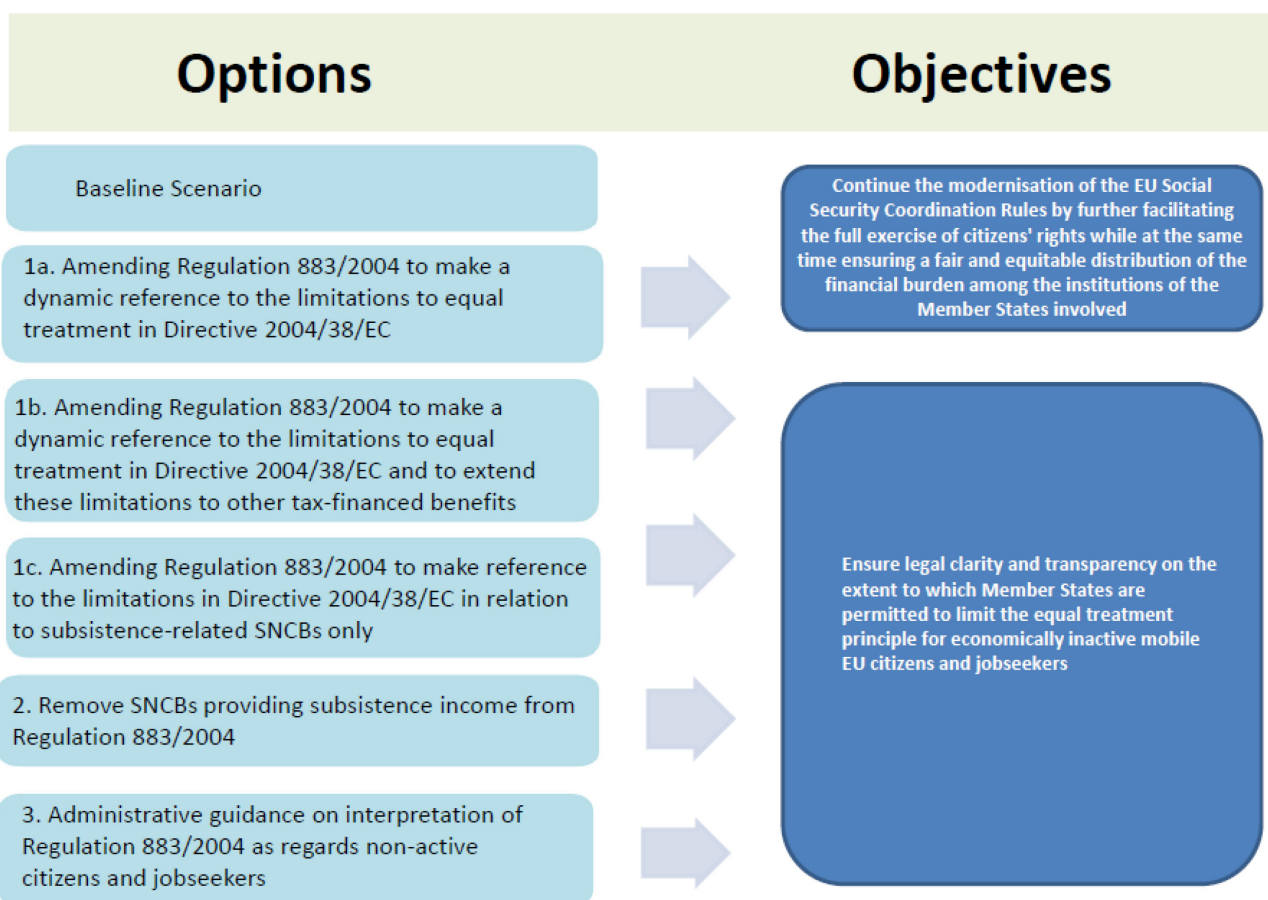 Options
Objectives
Baseline Scenario
1a. Amending Regulation 883/2004 to make a
dynamic reference to the limitations to equal
treatment in Directive 2004/38/EC
1b. Amending Regulation 883/2004 to make a
dynamic reference to the limitations to equal
treatment in Directive 2004/38/EC and to extend
these limitations to other tax-financed benefits
1c. Amending Regulation 883/2004 to make reference
to the limitations in Directive 2004/38/EC in relation
to subsistence-related SNCBs only
2. Remove SNCBs providing subsistence income from
Regulation 883/2004
3. Administrative guidance on interpretation of
Regulation 883/2004 as regards non-active
citizens and jobseekers
Continue the modernisation of the EU Social
Security Coordination Rules by further facilitating
the full exercise of citizens' rights while at the same
time ensuring a fair and equitable distribution of the
financial burden among the institutions of the
Member States involved
Ensure legal clarity and transparency on the
extent to which Member States are
permitted to limit the equal treatment
principle for economically inactive mobile
EU citizens and jobseekers